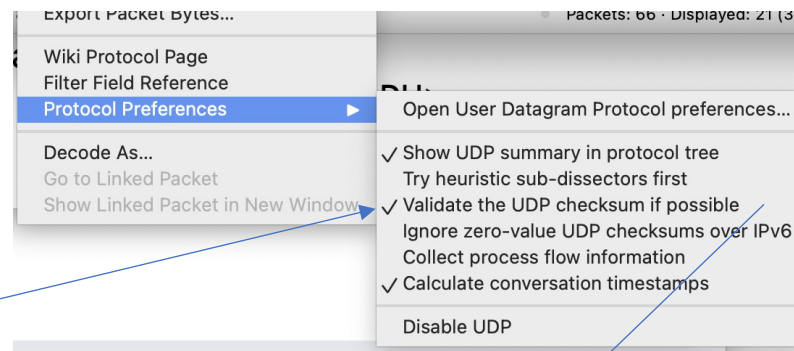 Export Packet Bytes...
Packets: 66 · Displayed: 21 (3
Wiki Protocol Page
Filter Field Reference
Protocol Preferences
Open User Datagram Protocol preferences...
Decode As...
Go to Linked Packet
Show Linked Packet in New Window
✓ Show UDP summary in protocol tree
Try heuristic sub-dissectors first
✓ Validate the UDP checksum if possible
Ignore zero-value UDP checksums over IPv6
Collect process flow information
✓ Calculate conversation timestamps
Disable UDP